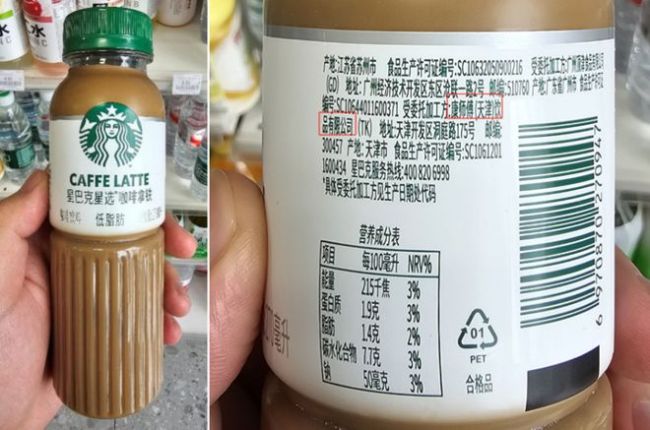 CAFFE LATTE
星巴克星选™咖啡拿铁
低脂肪
产地:江苏省苏州市 食品生产许可证编号:SC10632050900216 受委托加工方:广州顶津食品有限公司
(GD) 地址:广州经济技术开发区东区沧联一路2号 邮编:510760 产地:广东省广州市 食品生产许可证
编号:SC10644011600371 受委托加工方:康师傅(天津)饮
品有限公司(TK) 地址:天津开发区洞庭路175号 邮编:
300457 产地:天津市 食品生产许可证编号:SC1061201
1600434 星巴克服务热线:400 820 6998
*具体受委托加工方见生产日期处代码
营养成分表
项目 每100毫升 NRV%
能量 215千焦 3%
蛋白质 1.9克 3%
脂肪 1.4克 2%
碳水化合物 7.7克 3%
钠 50毫克 3%
01
PET
合格品
6 970870 270947
毫升